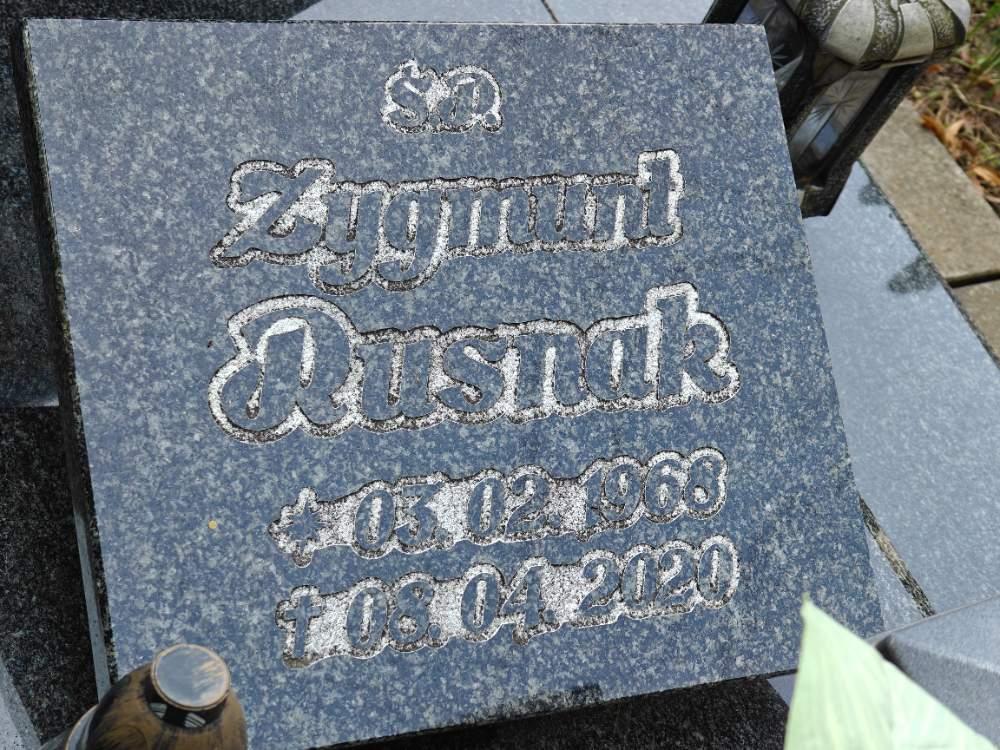 Ś.P.
Zygmunt
Rusnak
* 03.02.1968
† 08.04.2020